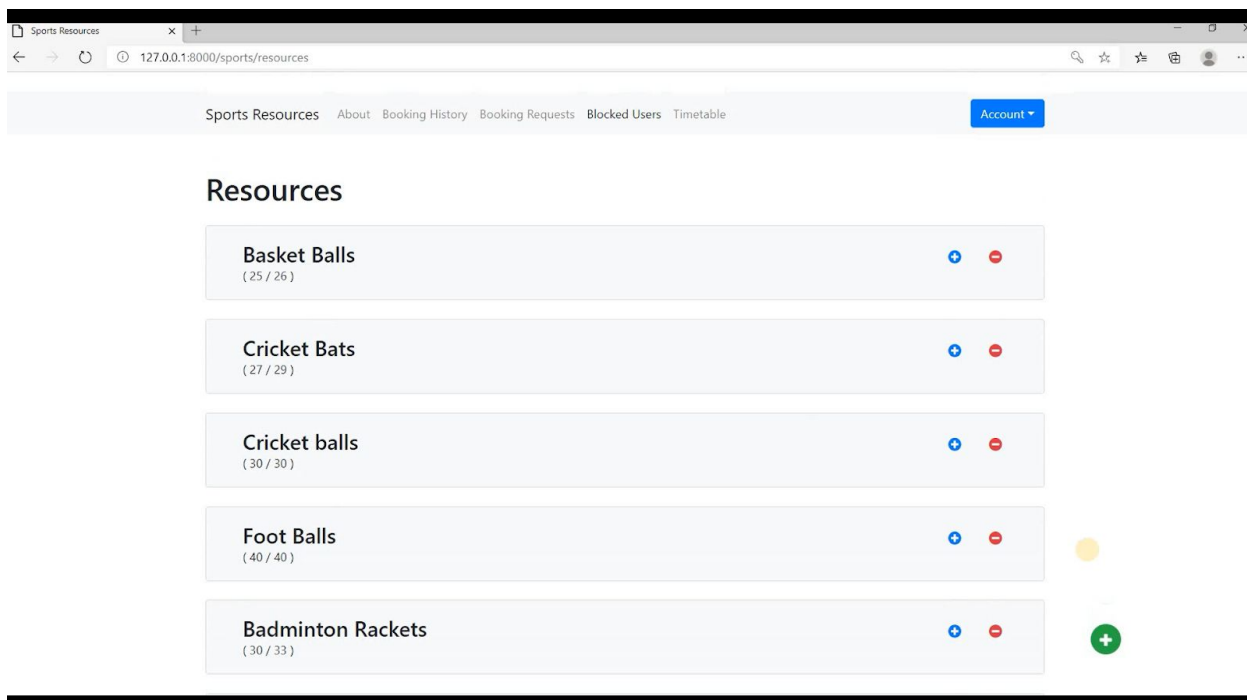 Sports Resources
127.0.0.1:8000/sports/resources
Sports Resources About Booking History Booking Requests Blocked Users Timetable Account
Resources
Basket Balls
( 25 / 26 )
Cricket Bats
( 27 / 29 )
Cricket balls
( 30 / 30 )
Foot Balls
( 40 / 40 )
Badminton Rackets
( 30 / 33 )